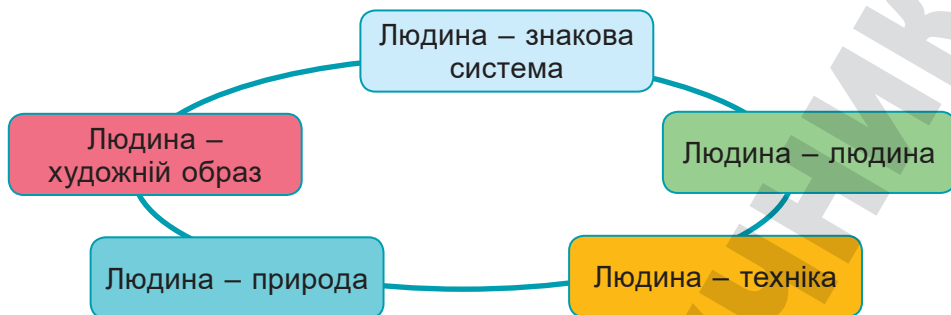 Людина – знакова
система
Людина –
художній образ
Людина – людина
Людина – природа
Людина – техніка